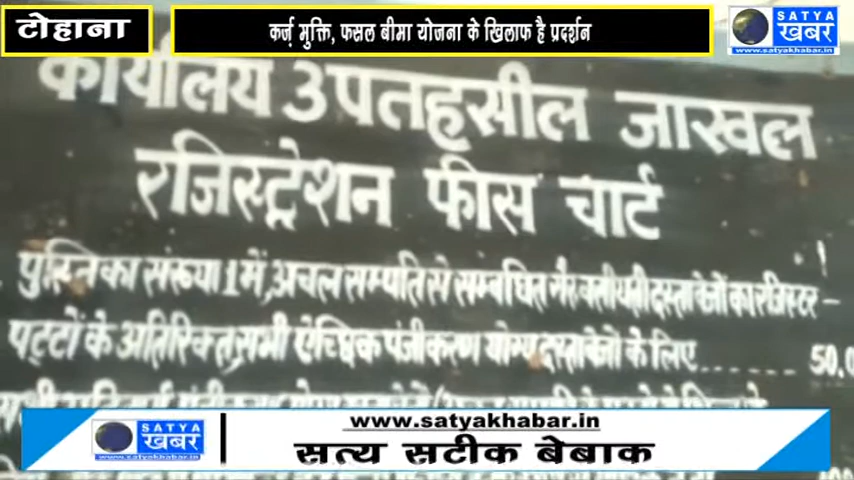 टोहाना
कर्ज़ मुक्ति, फसल बीमा योजना के खिलाफ है प्रदर्शन
SATYA
खबर
www.satyakhabar.in
कार्यालय उपतहसील जाखल
रजिस्ट्रेशन फीस चार्ट
पुस्तिका संख्या 1 में, अचल सम्पति से सम्बधित गैर वसीयती दस्तावेजों का रजिस्टर –
पट्टों के अतिरिक्त सभी ऐच्छिक पंजीकरण योग्य दस्तावेजों के लिए....... 50.0
SATYA
खबर
www.satyakhabar.in
www.satyakhabar.in
सत्य सटीक बेबाक